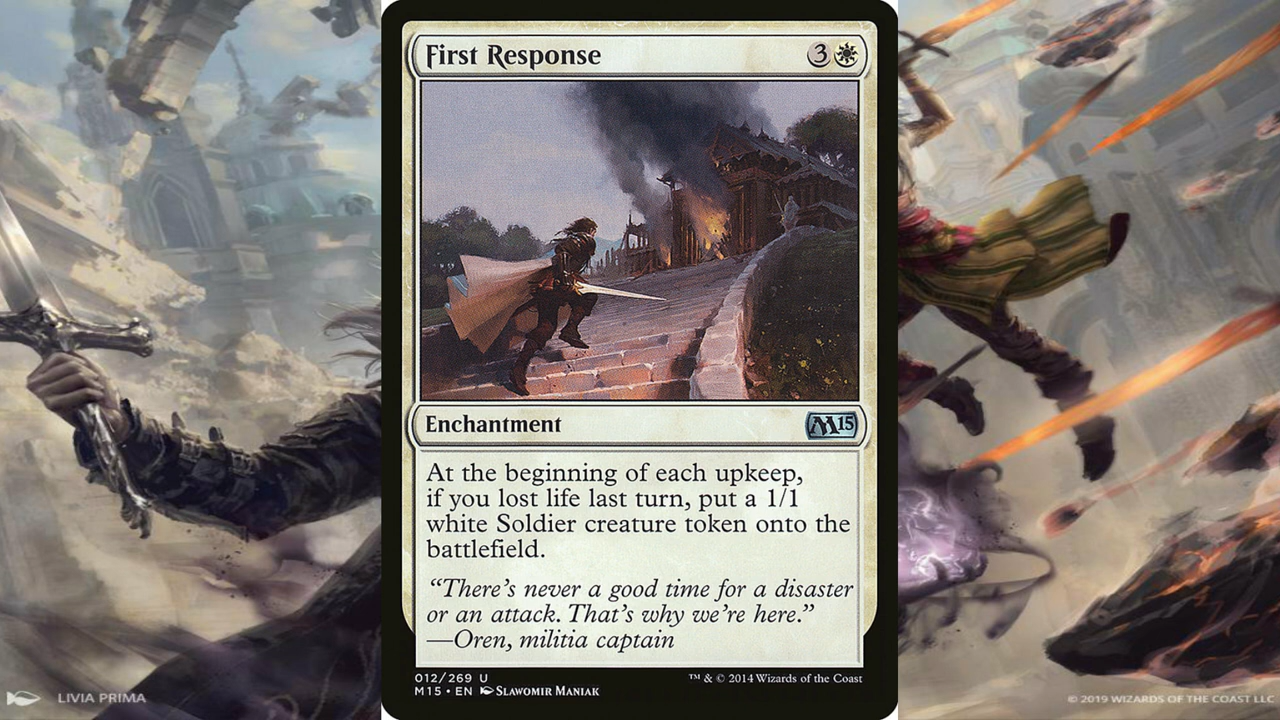 First Response 3
Enchantment M15
At the beginning of each upkeep,
if you lost life last turn, put a 1/1
white Soldier creature token onto the
battlefield.
“There’s never a good time for a disaster
or an attack. That’s why we’re here.”
—Oren, militia captain
012/269 U
M15 • EN Slawomir Maniak
™ & © 2014 Wizards of the Coast
LIVIA PRIMA
© 2019 WIZARDS OF THE COAST LLC